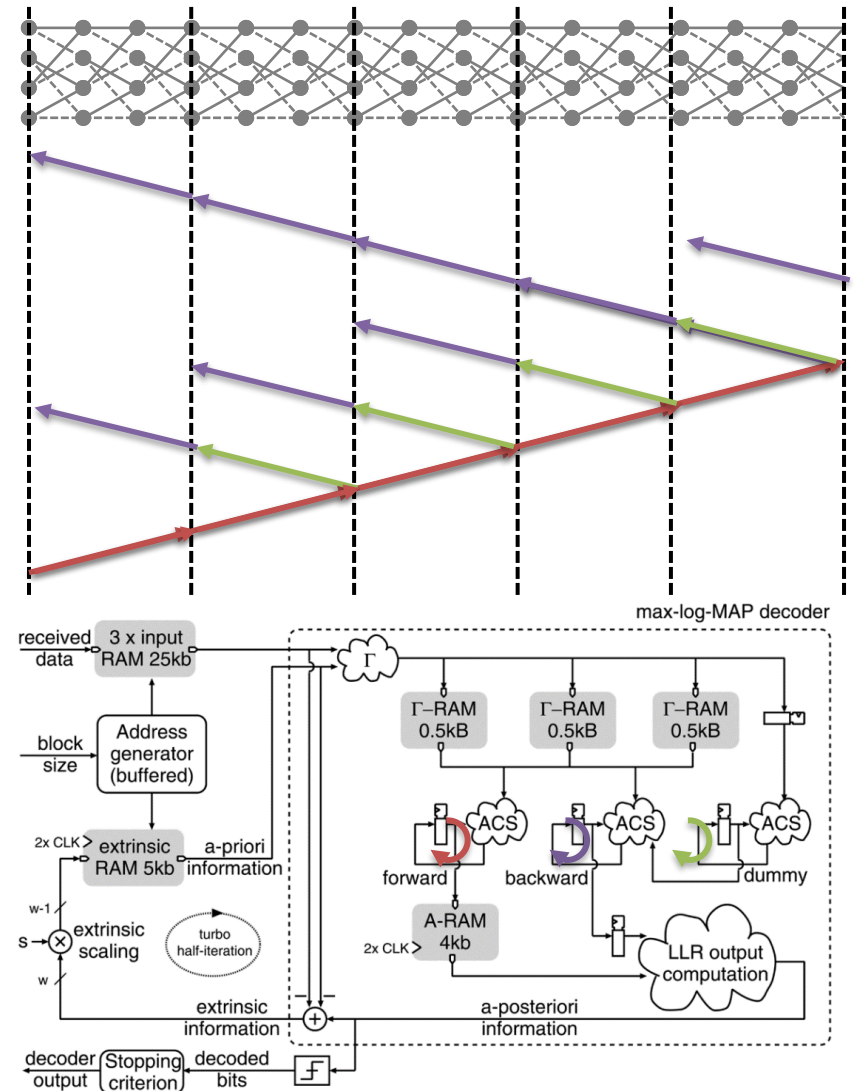 max-log-MAP decoder
received
data
3 x input
RAM 25kb
Γ
block
size
Address
generator
(buffered)
Γ–RAM
0.5kB
Γ–RAM
0.5kB
Γ–RAM
0.5kB
2x CLK
extrinsic
RAM 5kb
a-priori
information
ACS
ACS
ACS
forward
backward
dummy
w-1
S
extrinsic
scaling
turbo
half-iteration
A-RAM
4kb
2x CLK
LLR output
computation
w
extrinsic
information
a-posteriori
information
decoder
output
Stopping
criterion
decoded
bits